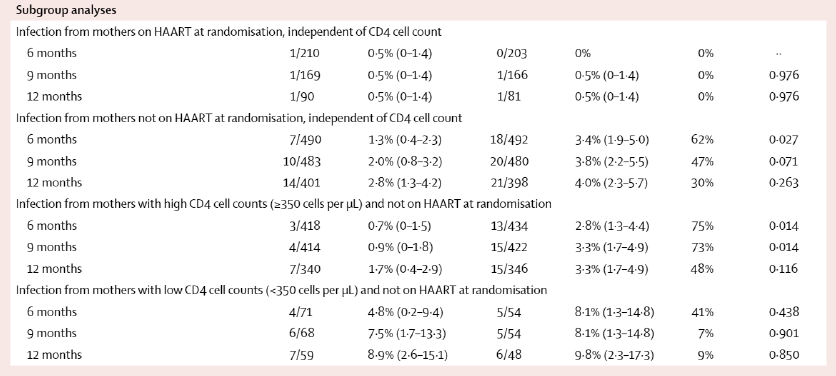 Subgroup analyses
Infection from mothers on HAART at randomisation, independent of CD4 cell count
6 months 1/210 0·5% (0–1·4) 0/203 0% 0% ··
9 months 1/169 0·5% (0–1·4) 1/166 0·5% (0–1·4) 0% 0·976
12 months 1/90 0·5% (0–1·4) 1/81 0·5% (0–1·4) 0% 0·976
Infection from mothers not on HAART at randomisation, independent of CD4 cell count
6 months 7/490 1·3% (0·4–2·3) 18/492 3·4% (1·9–5·0) 62% 0·027
9 months 10/483 2·0% (0·8–3·2) 20/480 3·8% (2·2–5·5) 47% 0·071
12 months 14/401 2·8% (1·3–4·2) 21/398 4·0% (2·3–5·7) 30% 0·263
Infection from mothers with high CD4 cell counts (≥350 cells per μL) and not on HAART at randomisation
6 months 3/418 0·7% (0–1·5) 13/434 2·8% (1·3–4·4) 75% 0·014
9 months 4/414 0·9% (0–1·8) 15/422 3·3% (1·7–4·9) 73% 0·014
12 months 7/340 1·7% (0·4–2·9) 15/346 3·3% (1·7–4·9) 48% 0·116
Infection from mothers with low CD4 cell counts (<350 cells per μL) and not on HAART at randomisation
6 months 4/71 4·8% (0·2–9·4) 5/54 8·1% (1·3–14·8) 41% 0·438
9 months 6/68 7·5% (1·7–13·3) 5/54 8·1% (1·3–14·8) 7% 0·901
12 months 7/59 8·9% (2·6–15·1) 6/48 9·8% (2·3–17·3) 9% 0·850